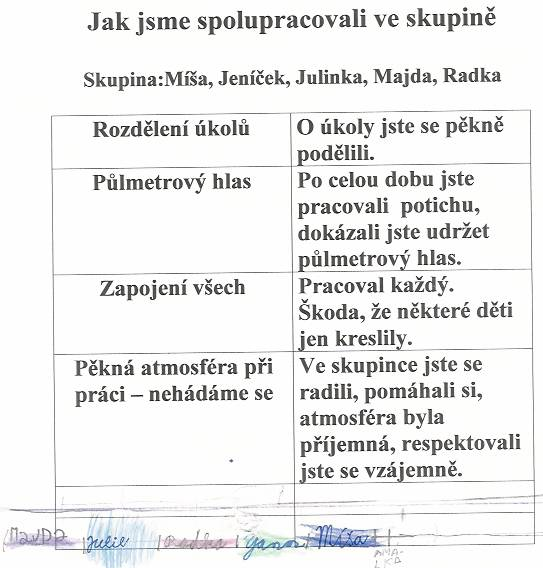 Jak jsme spolupracovali ve skupině
Skupina:Míša, Jeníček, Julinka, Majda, Radka
Rozdělení úkolů
O úkoly jste se pěkně
podělili.
Půlmetrový hlas
Po celou dobu jste
pracovali potichu,
dokázali jste udržet
půlmetrový hlas.
Zapojení všech
Pracoval každý.
Škoda, že některé děti
jen kreslily.
Pěkná atmosféra při
práci – nehádáme se
Ve skupince jste se
radili, pomáhali si,
atmosféra byla
příjemná, respektovali
jste se vzájemně.
MaJDa Julie Radka Míša